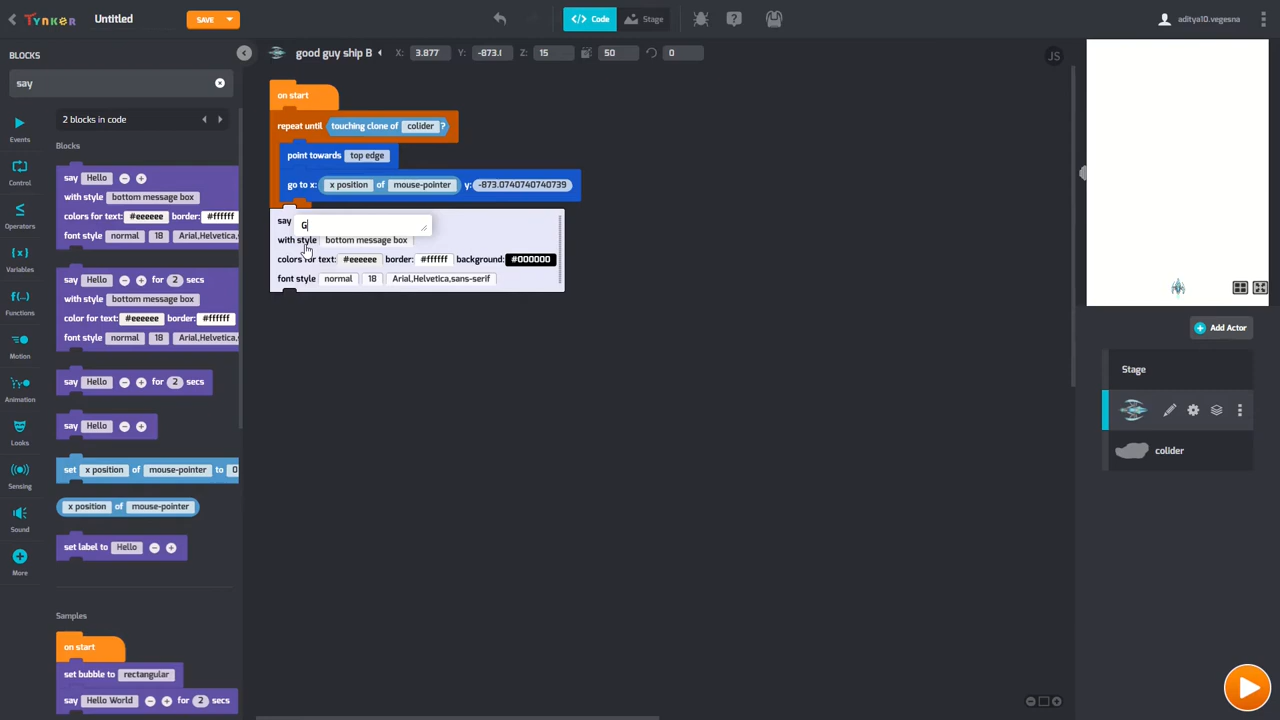 TYNKER
Untitled
SAVE
Code
Stage
aditya10.vegesna
BLOCKS
good guy ship B
X: 3.877
Y: -873.(
Z: 15
50
0
JS
say
2 blocks in code
Events
Control
Operators
Variables
Functions
Motion
Animation
Looks
Sensing
Sound
More
Blocks
say Hello
with style bottom message box
colors for text: #eeeeee border: #ffffff
font style normal 18 Arial,Helvetica,
say Hello for 2 secs
with style bottom message box
color for text: #eeeeee border: #ffffff
font style normal 18 Arial,Helvetica,
say Hello for 2 secs
say Hello
set x position of mouse-pointer to 0
x position of mouse-pointer
set label to Hello
Samples
on start
set bubble to rectangular
say Hello World for 2 secs
on start
repeat until touching clone of colider ?
point towards top edge
go to x: x position of mouse-pointer y: -873.0740740740739
say G
with style bottom message box
colors for text: #eeeeee border: #ffffff background: #000000
font style normal 18 Arial,Helvetica,sans-serif
Add Actor
Stage
colider